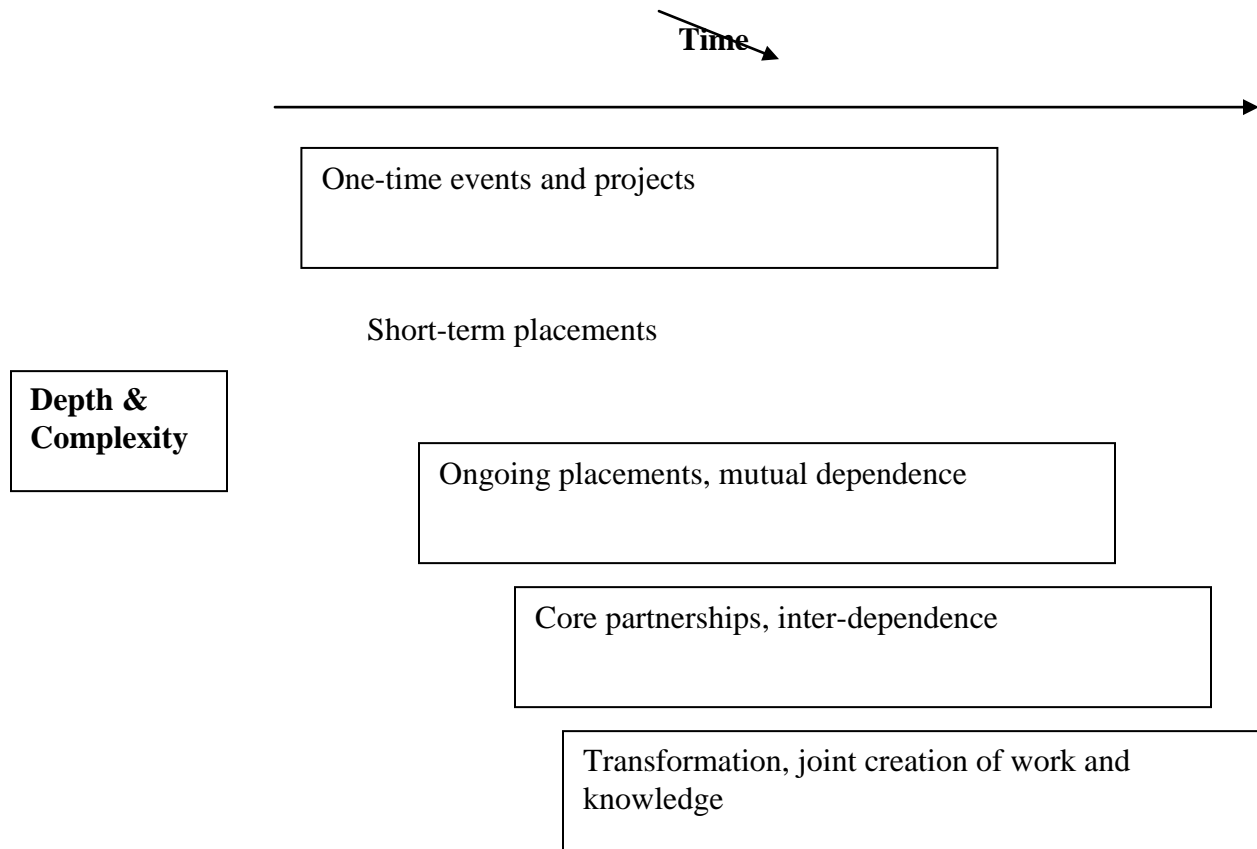 Time
One-time events and projects
Short-term placements
Depth &
Complexity
Ongoing placements, mutual dependence
Core partnerships, inter-dependence
Transformation, joint creation of work and
knowledge